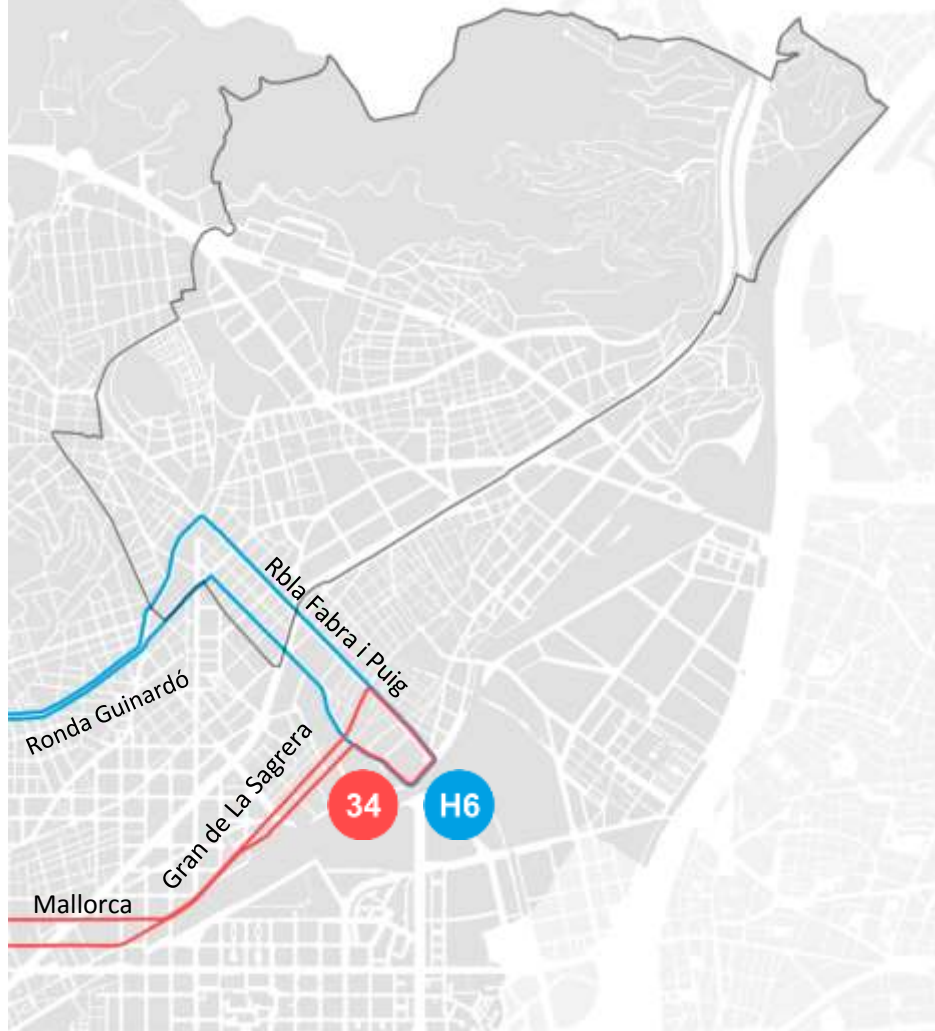 Rbla Fabra i Puig
Ronda Guinardó
Gran de La Sagrera
34
H6
Mallorca